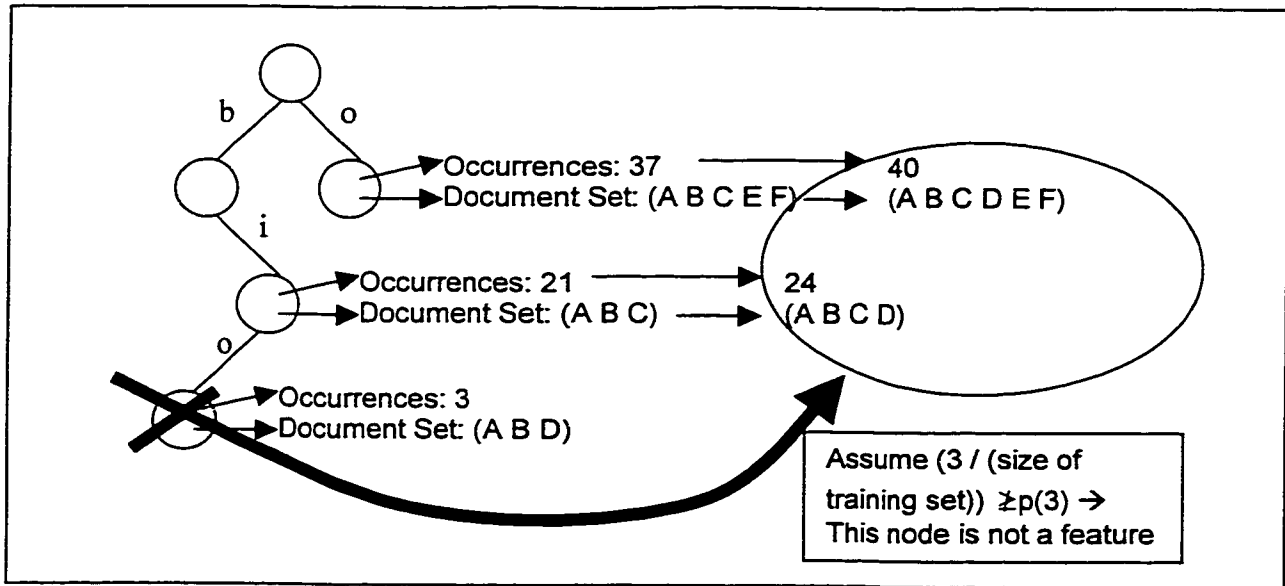 b
o
Occurrences: 37
40
Document Set: (A B C E F)
(A B C D E F)
i
Occurrences: 21
24
Document Set: (A B C)
(A B C D)
o
Occurrences: 3
Document Set: (A B D)
Assume (3 / (size of
training set)) ≱p(3) →
This node is not a feature